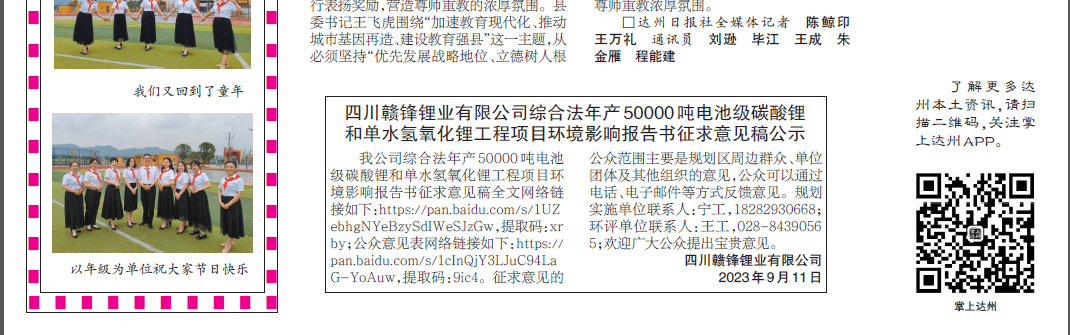 我们又回到了童年
以年级为单位祝大家节日快乐
行表扬奖励,营造尊师重教的浓厚氛围。县
委书记王飞虎围绕“加速教育现代化、推动
城市基因再造、建设教育强县”这一主题,从
必须坚持“优先发展战略地位、立德树人根
尊师重教的浓厚氛围。
□达州日报社全媒体记者 陈鲸印
王万礼 通讯员 刘逊 毕江 王成 朱
金雁 程能建
四川赣锋锂业有限公司综合法年产50000吨电池级碳酸锂
和单水氢氧化锂工程项目环境影响报告书征求意见稿公示
我公司综合法年产50000吨电池
级碳酸锂和单水氢氧化锂工程项目环
境影响报告书征求意见稿全文网络链
接如下:https://pan.baidu.com/s/1UZ
ebhgNYeBzySdIWeSJzGw,提取码:xr
by;公众意见表网络链接如下:https://
pan.baidu.com/s/1cInQjY3LJuC94La
G-YoAuw,提取码:9ic4。征求意见的
公众范围主要是规划区周边群众、单位
团体及其他组织的意见,公众可以通过
电话、电子邮件等方式反馈意见。规划
实施单位联系人:宁工,18282930668;
环评单位联系人:王工,028-8439056
5;欢迎广大公众提出宝贵意见。
四川赣锋锂业有限公司
2023年9月11日
了解更多达
州本土资讯,请扫
描二维码,关注掌
上达州APP。
掌上达州